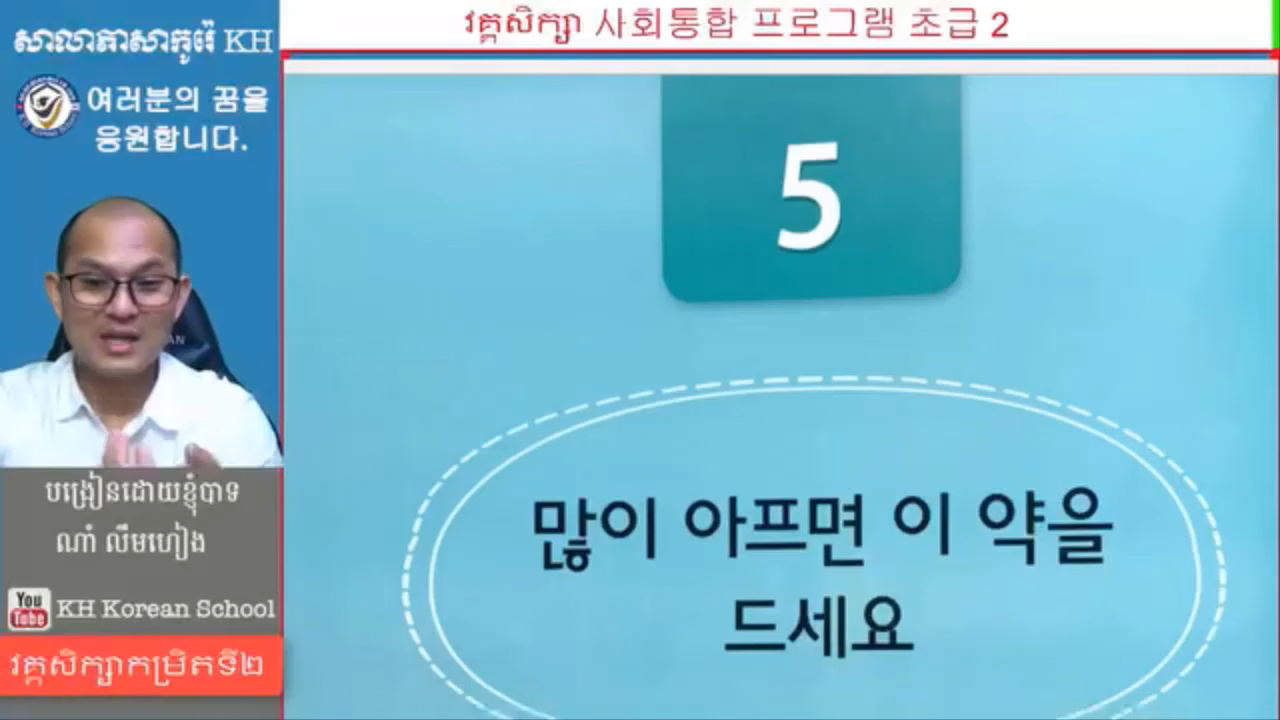 សាលាភាសាកូរ៉េ KH
여러분의 꿈을
응원합니다.
វគ្គសិក្សា 사회통합 프로그램 초급 2
5
많이 아프면 이 약을
드세요
បង្រៀនដោយខ្ញុំបាទ
ណាំ លឹមហៀង
You
Tube KH Korean School
វគ្គសិក្សាកម្រិតទី២